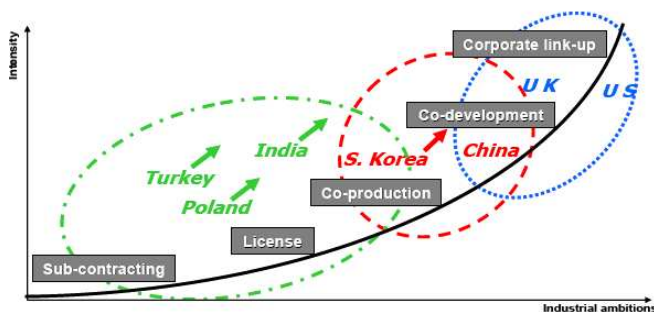 Intensity
Corporate link-up
U K
U S
Co-development
India
S. Korea
China
Turkey
Poland
Co-production
License
Sub-contracting
Industrial ambitions